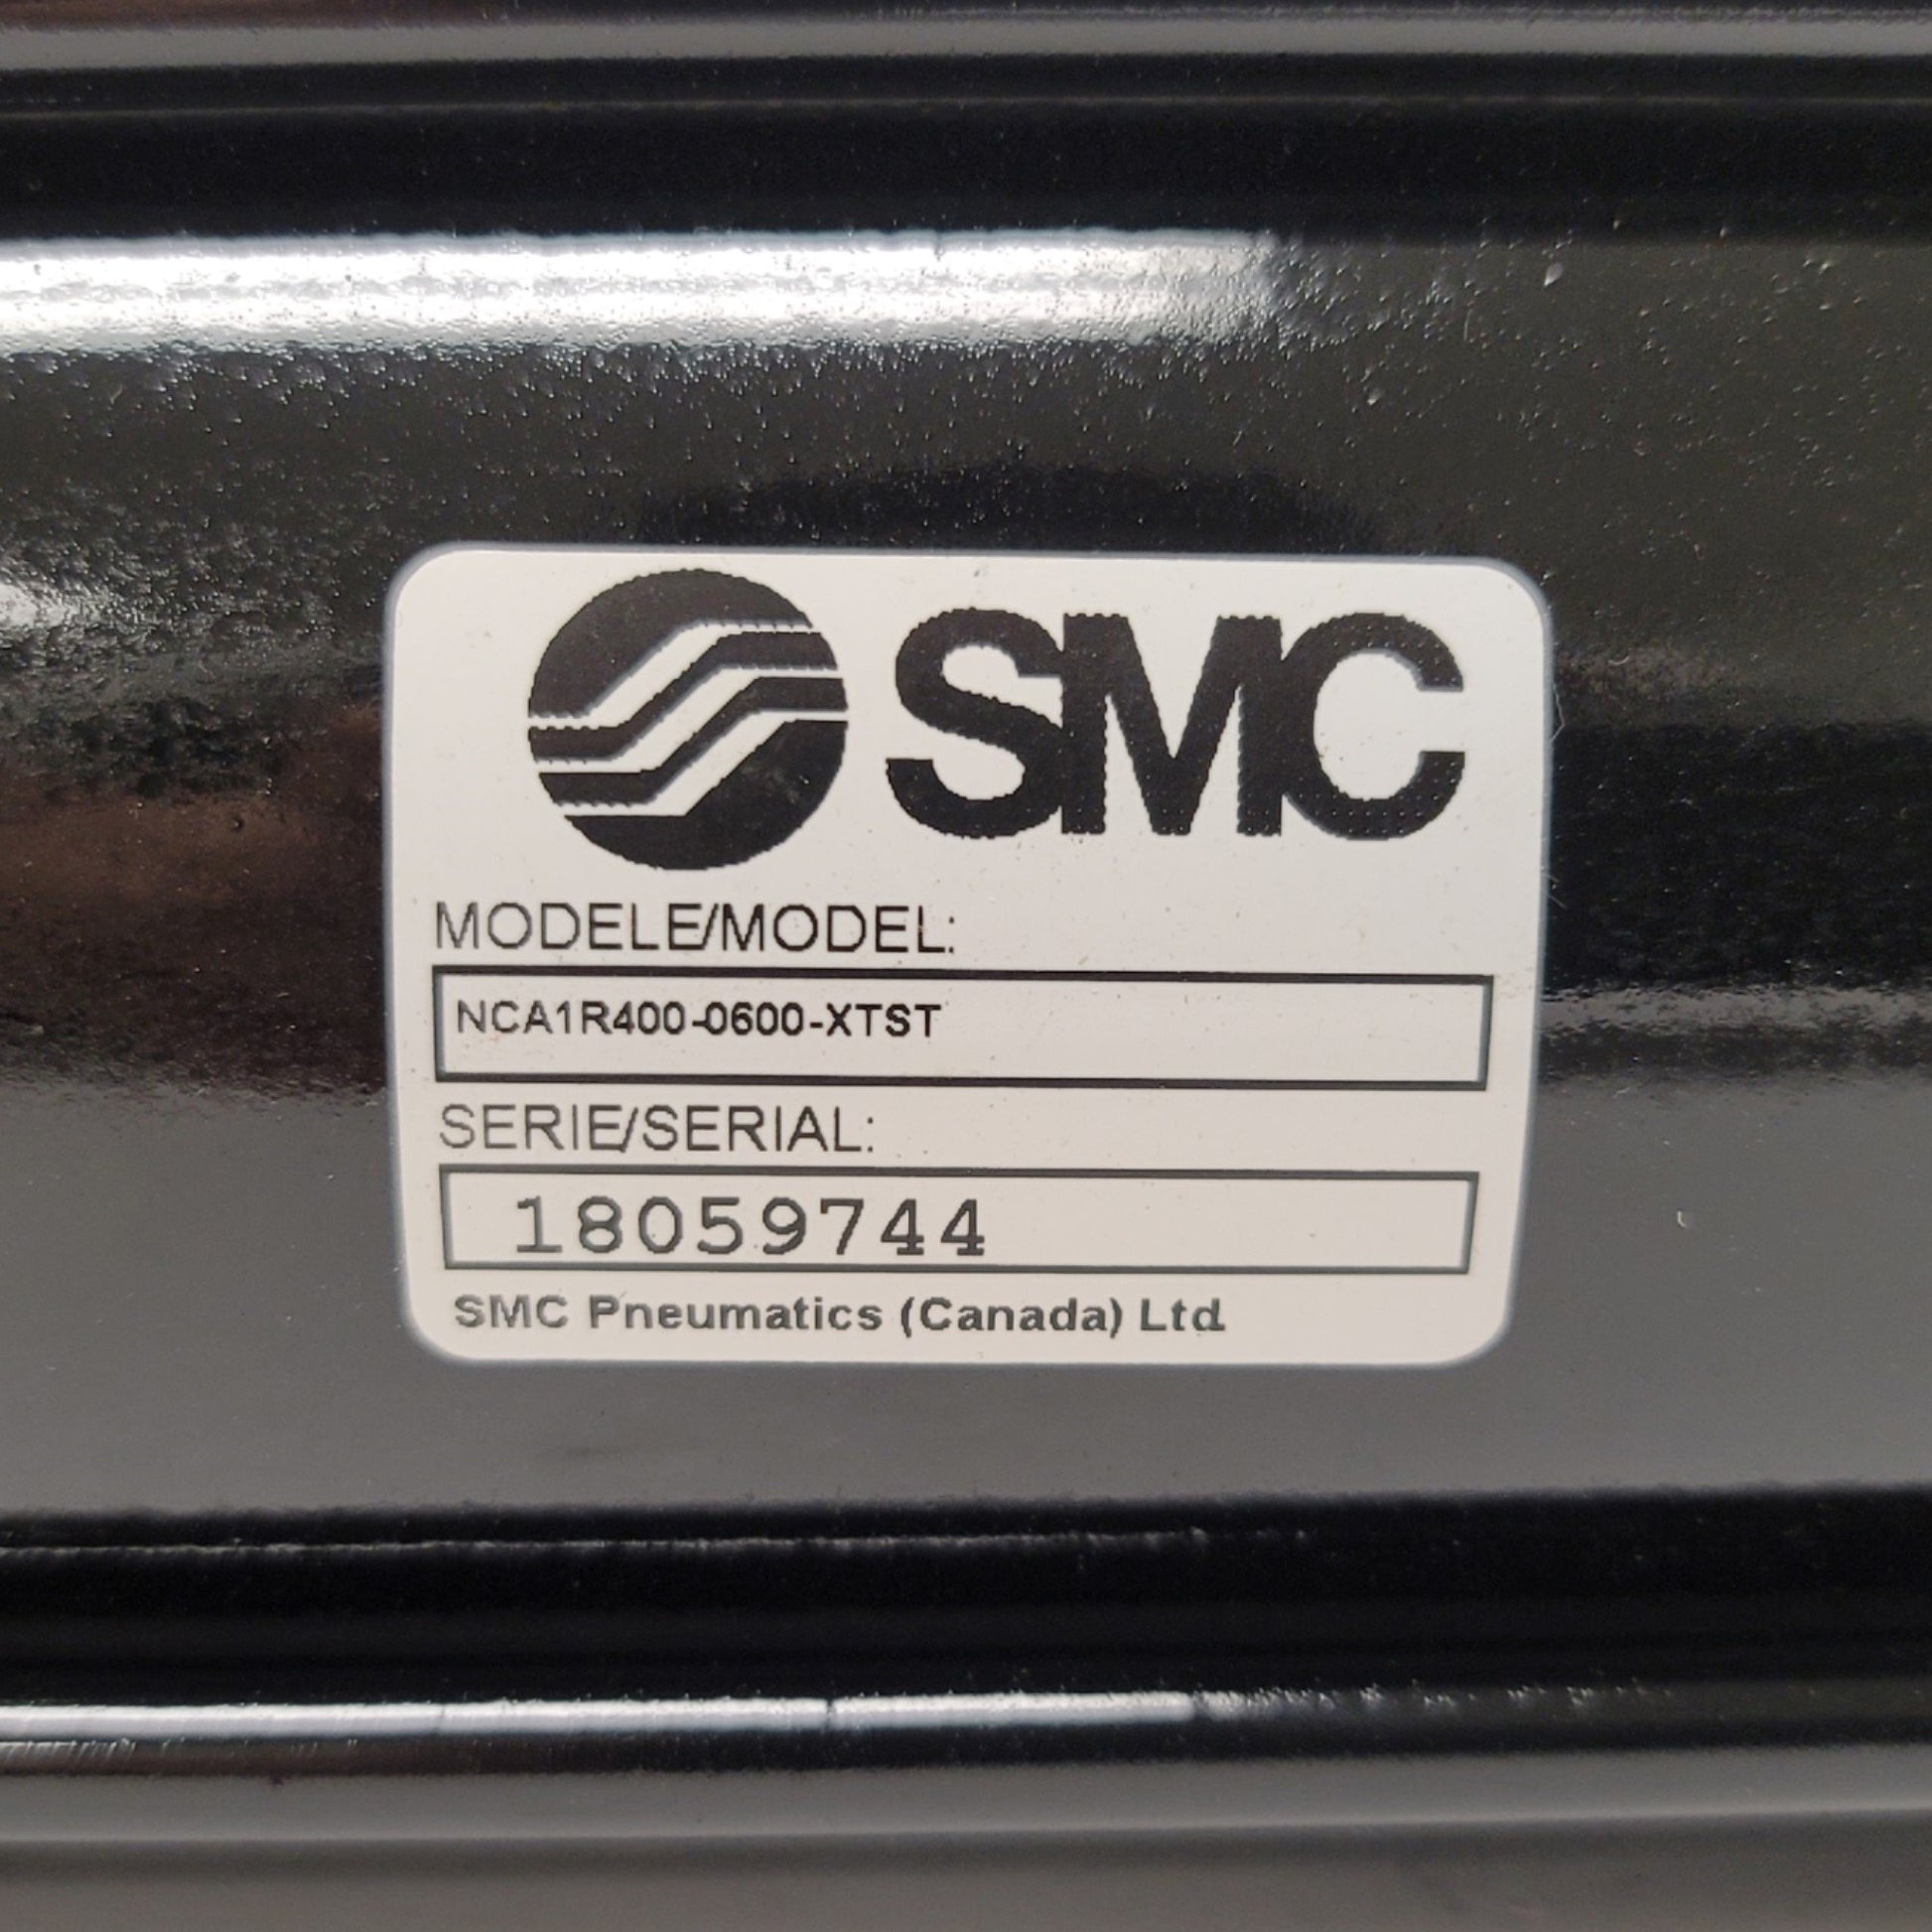 SMC
MODELE/MODEL:
NCA1R400-0600-XTST
SERIE/SERIAL:
18059744
SMC Pneumatics (Canada) Ltd.